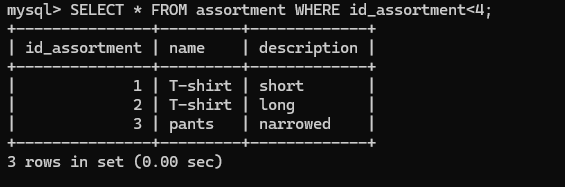 mysql> SELECT * FROM assortment WHERE id_assortment<4;
+---------------+---------+-------------+
| id_assortment | name    | description |
+---------------+---------+-------------+
|             1 | T-shirt | short       |
|             2 | T-shirt | long        |
|             3 | pants   | narrowed    |
+---------------+---------+-------------+
3 rows in set (0.00 sec)